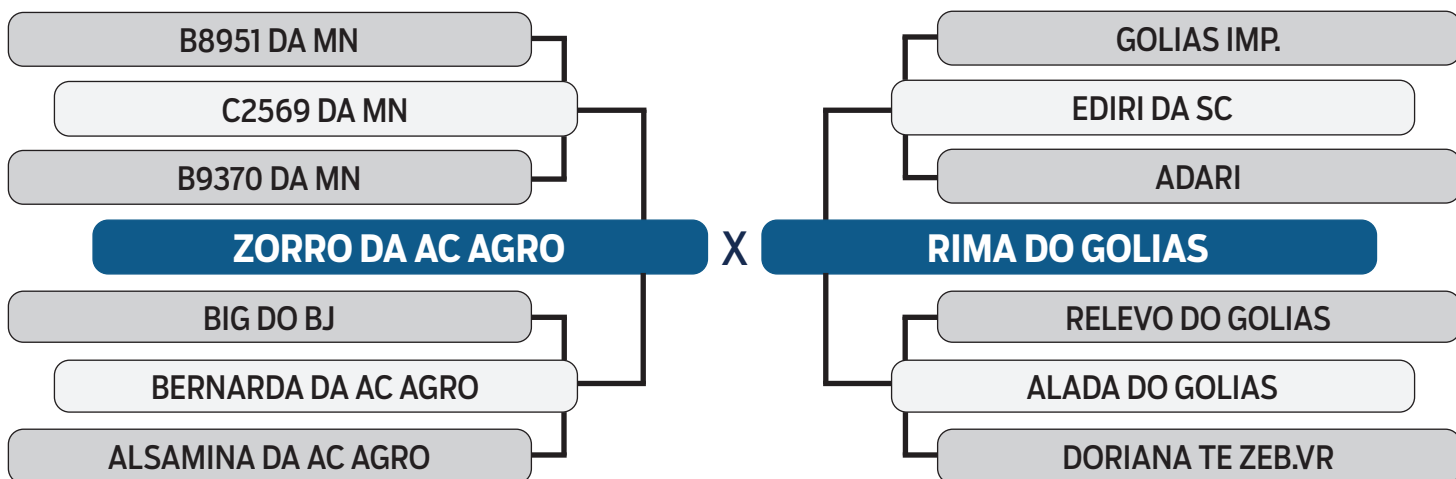 B8951 DA MN
C2569 DA MN
B9370 DA MN
ZORRO DA AC AGRO
BIG DO BJ
BERNARDA DA AC AGRO
ALSAMINA DA AC AGRO
X
GOLIAS IMP.
EDIRI DA SC
ADARI
RIMA DO GOLIAS
RELEVO DO GOLIAS
ALADA DO GOLIAS
DORIANA TE ZEB.VR